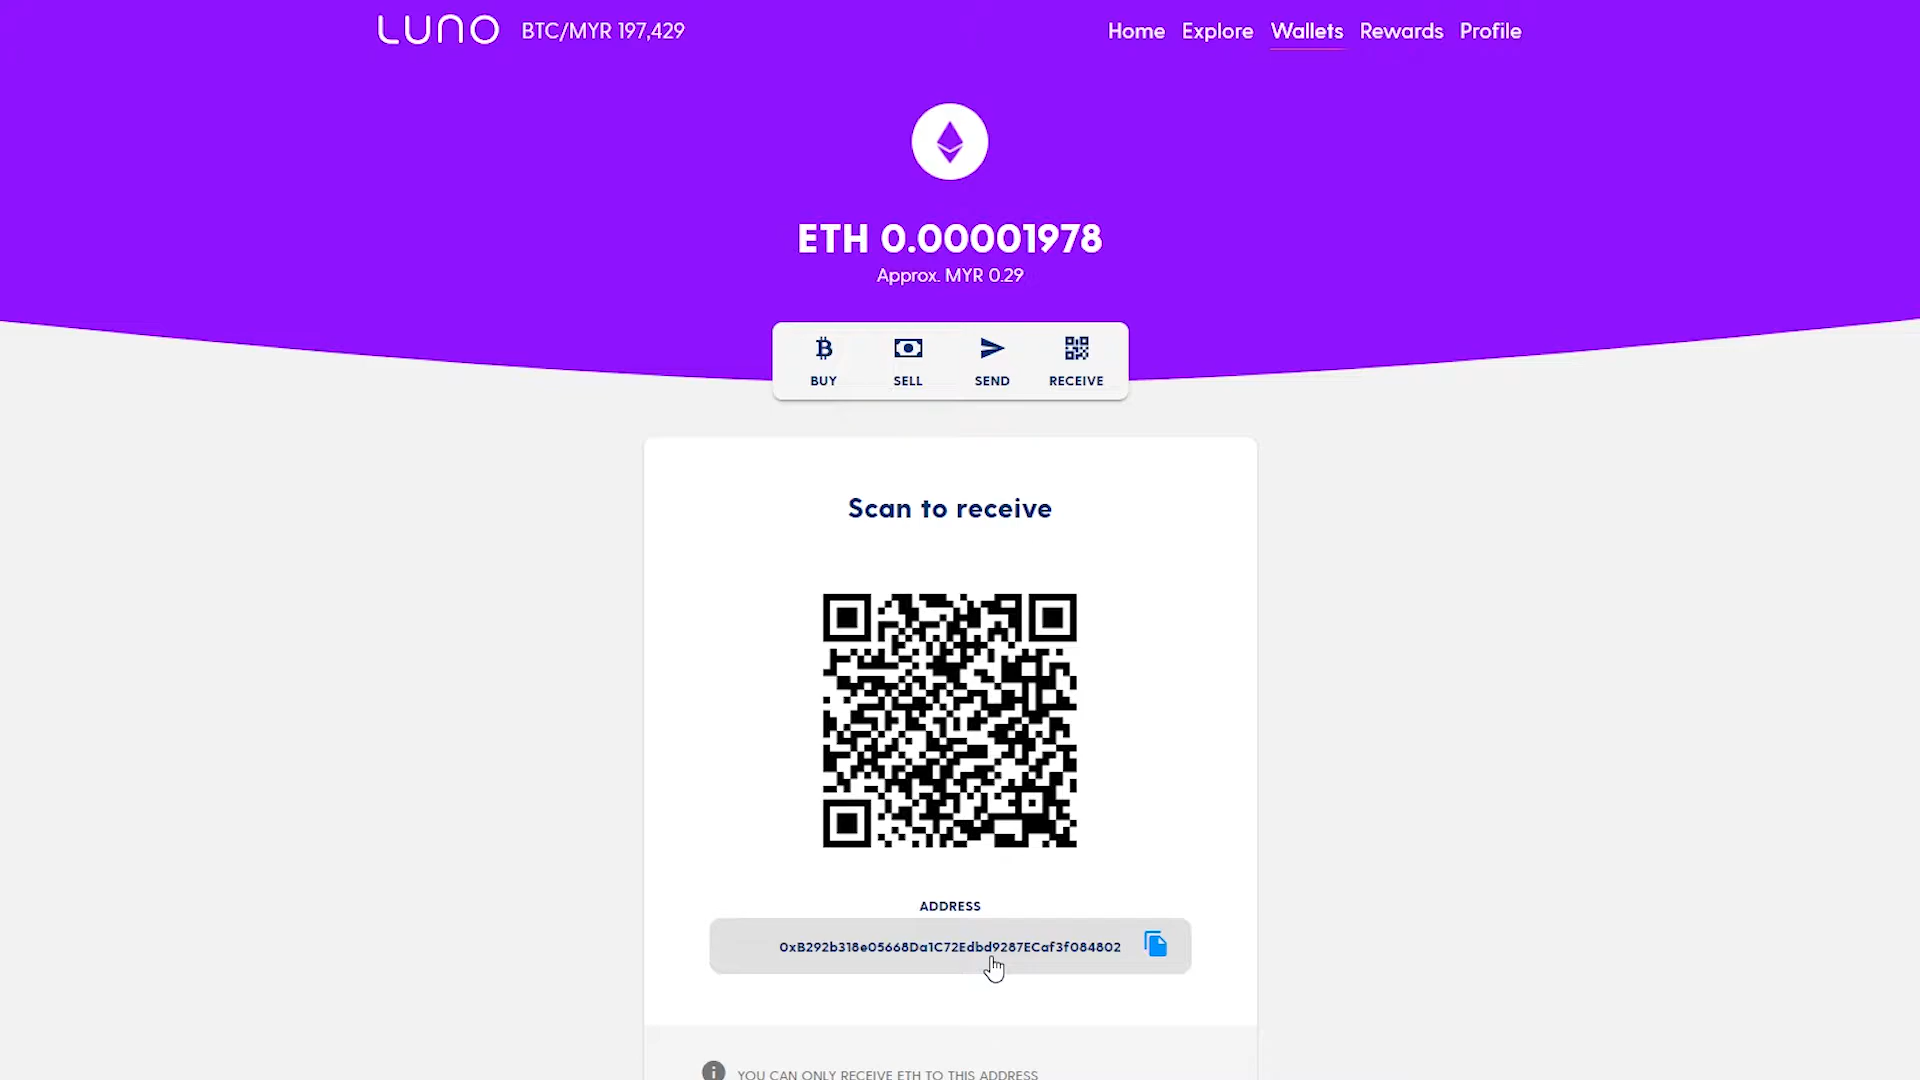 LUNO BTC/MYR 197,429 Home Explore Wallets Rewards Profile
ETH 0.00001978
Approx. MYR 0.29
BUY SELL SEND RECEIVE
Scan to receive
ADDRESS
0xB292b318e05668Da1C72Edbd9287ECaf3f084802
YOU CAN ONLY RECEIVE ETH TO THIS ADDRESS